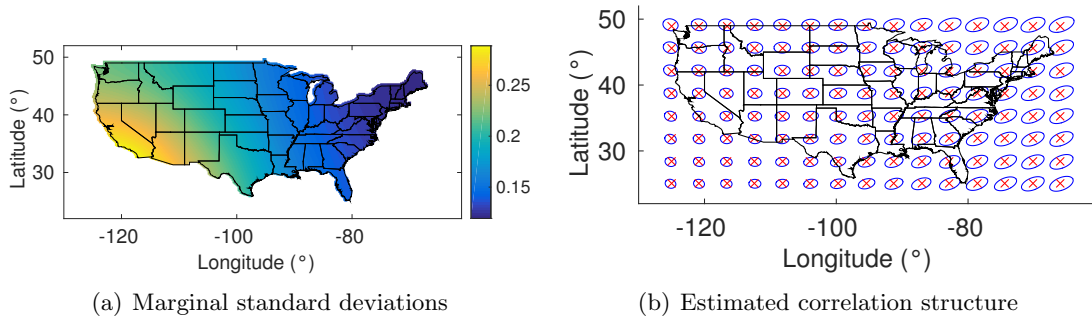 50
40
30
Latitude (°)
-120
-100
-80
Longitude (°)
0.25
0.2
0.15
(a) Marginal standard deviations
50
40
30
Latitude (°)
-120
-100
-80
Longitude (°)
(b) Estimated correlation structure